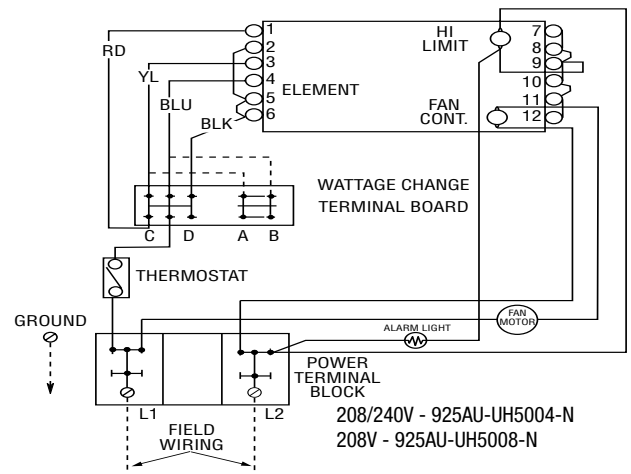 RD
YL
BLU
BLK
1
2
3
4
5
6
ELEMENT
HI
LIMIT
FAN
CONT.
7
8
9
10
11
12
WATTAGE CHANGE
TERMINAL BOARD
C D A B
THERMOSTAT
GROUND
ALARM LIGHT
FAN
MOTOR
POWER
TERMINAL
BLOCK
L1 L2
FIELD
WIRING
208/240V - 925AU-UH5004-N
208V - 925AU-UH5008-N